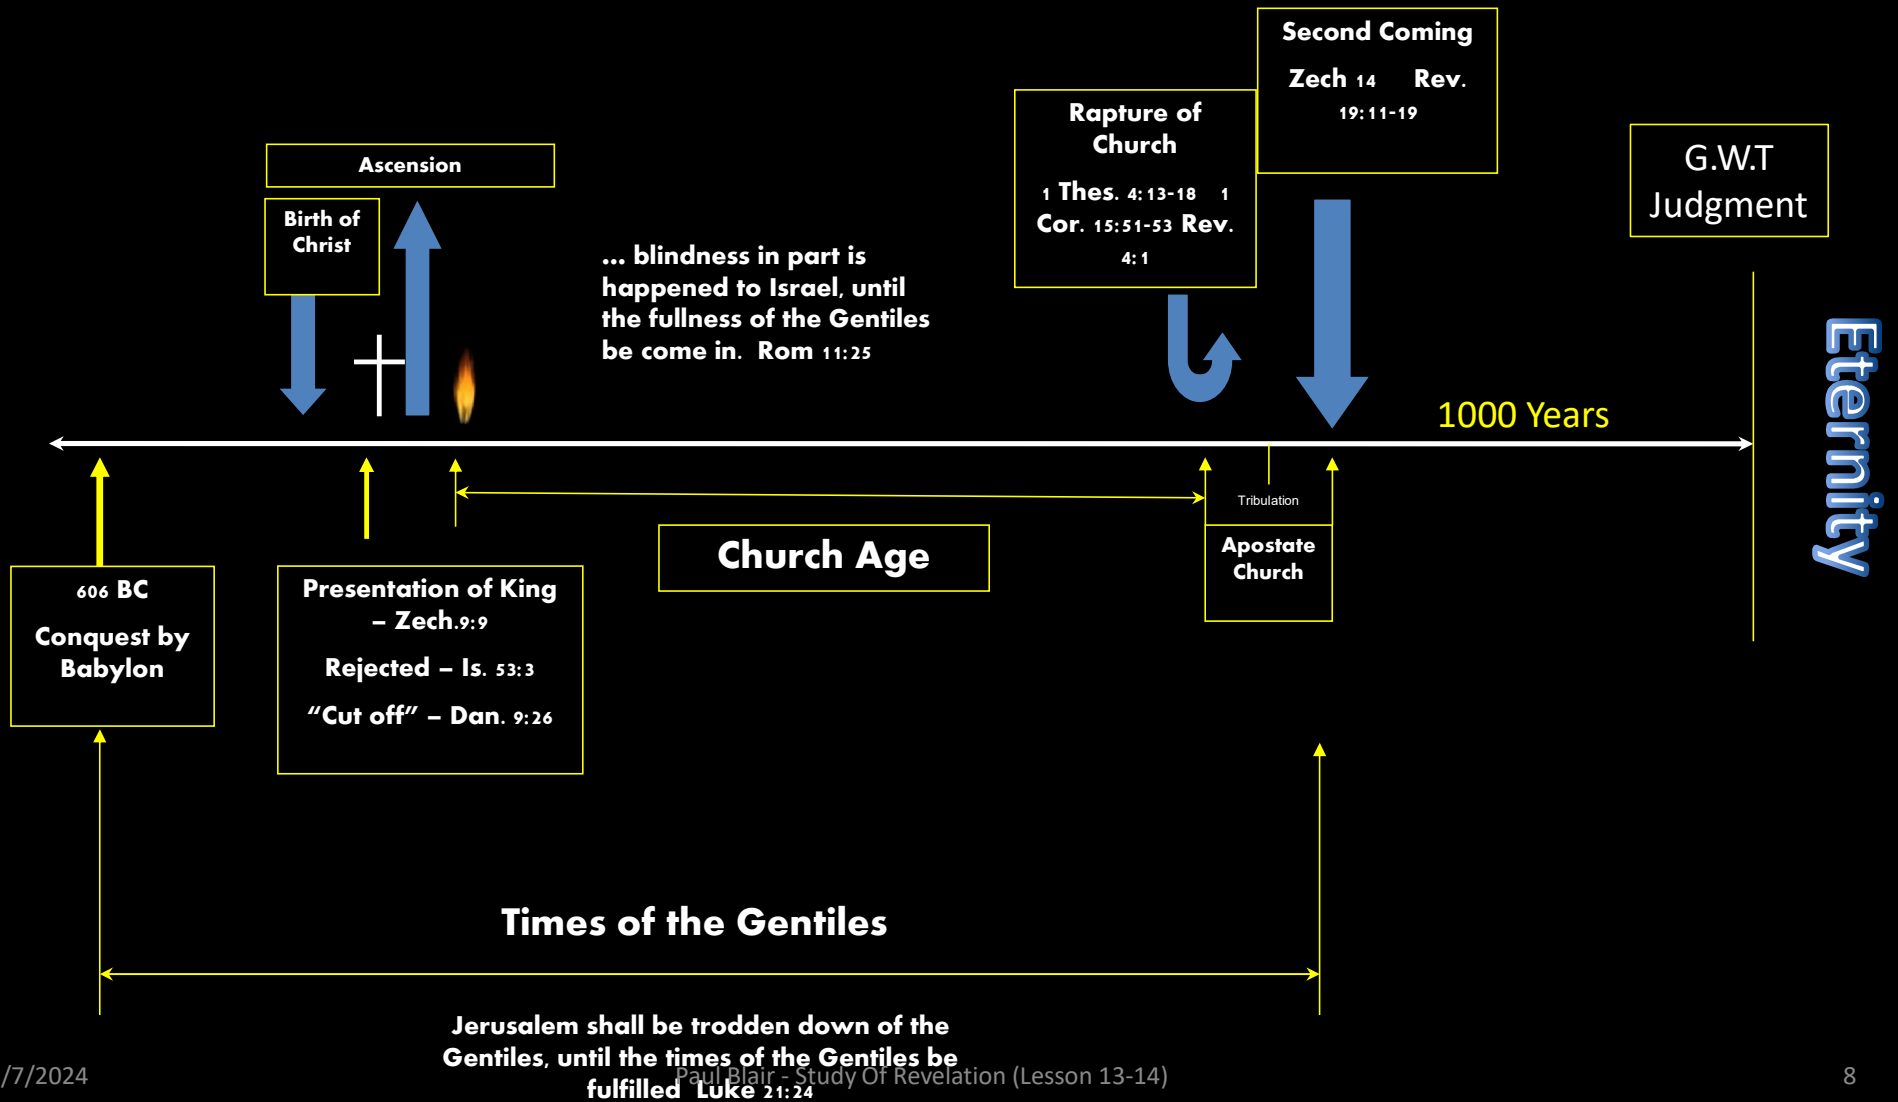 Second Coming
Zech 14 Rev.
19:11-19
Rapture of
Church
1 Thes. 4:13-18 1
Cor. 15:51-53 Rev.
4:1
G.W.T
Judgment
Ascension
Birth of
Christ
... blindness in part is
happened to Israel, until
the fullness of the Gentiles
be come in. Rom 11:25
1000 Years
Eternity
Tribulation
Church Age
Apostate
Church
606 BC
Conquest by
Babylon
Presentation of King
– Zech.9:9
Rejected – Is. 53:3
“Cut off” – Dan. 9:26
Times of the Gentiles
Jerusalem shall be trodden down of the
Gentiles, until the times of the Gentiles be
fulfilled Luke 21:24
/7/2024
Paul Blair - Study Of Revelation (Lesson 13-14)
8